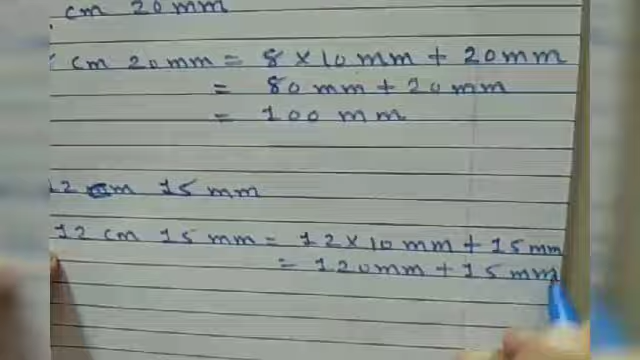 cm 20 mm
cm 20 mm = 8 × 10 mm + 20 mm
= 80 mm + 20 mm
= 100 mm
12 cm 15 mm
12 cm 15 mm = 12 × 10 mm + 15 mm
= 120 mm + 15 mm